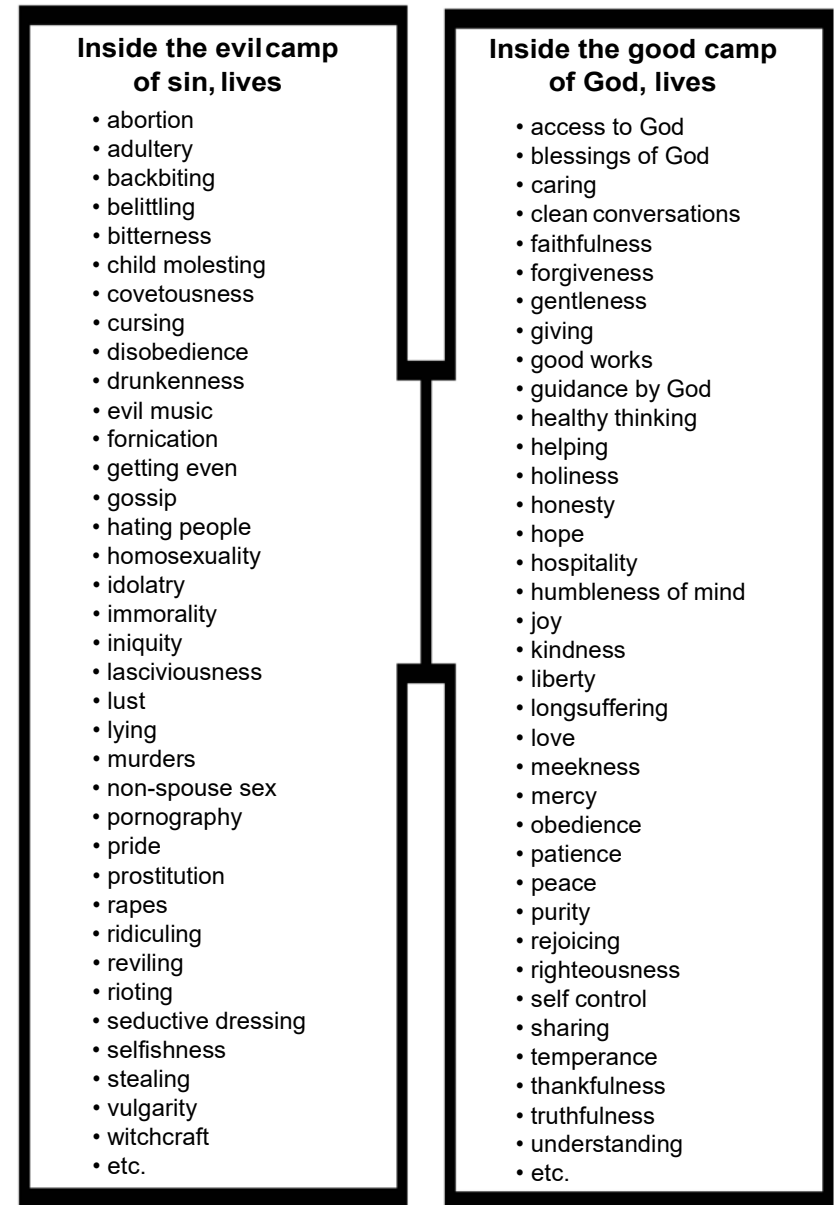 Inside the evil camp
of sin, lives
• abortion
• adultery
• backbiting
• belittling
• bitterness
• child molesting
• covetousness
• cursing
• disobedience
• drunkenness
• evil music
• fornication
• getting even
• gossip
• hating people
• homosexuality
• idolatry
• immorality
• iniquity
• lasciviousness
• lust
• lying
• murders
• non-spouse sex
• pornography
• pride
• prostitution
• rapes
• ridiculing
• reviling
• rioting
• seductive dressing
• selfishness
• stealing
• vulgarity
• witchcraft
• etc.
Inside the good camp
of God, lives
• access to God
• blessings of God
• caring
• clean conversations
• faithfulness
• forgiveness
• gentleness
• giving
• good works
• guidance by God
• healthy thinking
• helping
• holiness
• honesty
• hope
• hospitality
• humbleness of mind
• joy
• kindness
• liberty
• longsuffering
• love
• meekness
• mercy
• obedience
• patience
• peace
• purity
• rejoicing
• righteousness
• self control
• sharing
• temperance
• thankfulness
• truthfulness
• understanding
• etc.